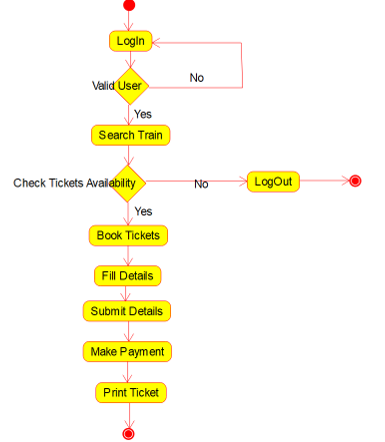 LogIn
Valid User
No
Yes
Search Train
Check Tickets Availability
No
LogOut
Yes
Book Tickets
Fill Details
Submit Details
Make Payment
Print Ticket